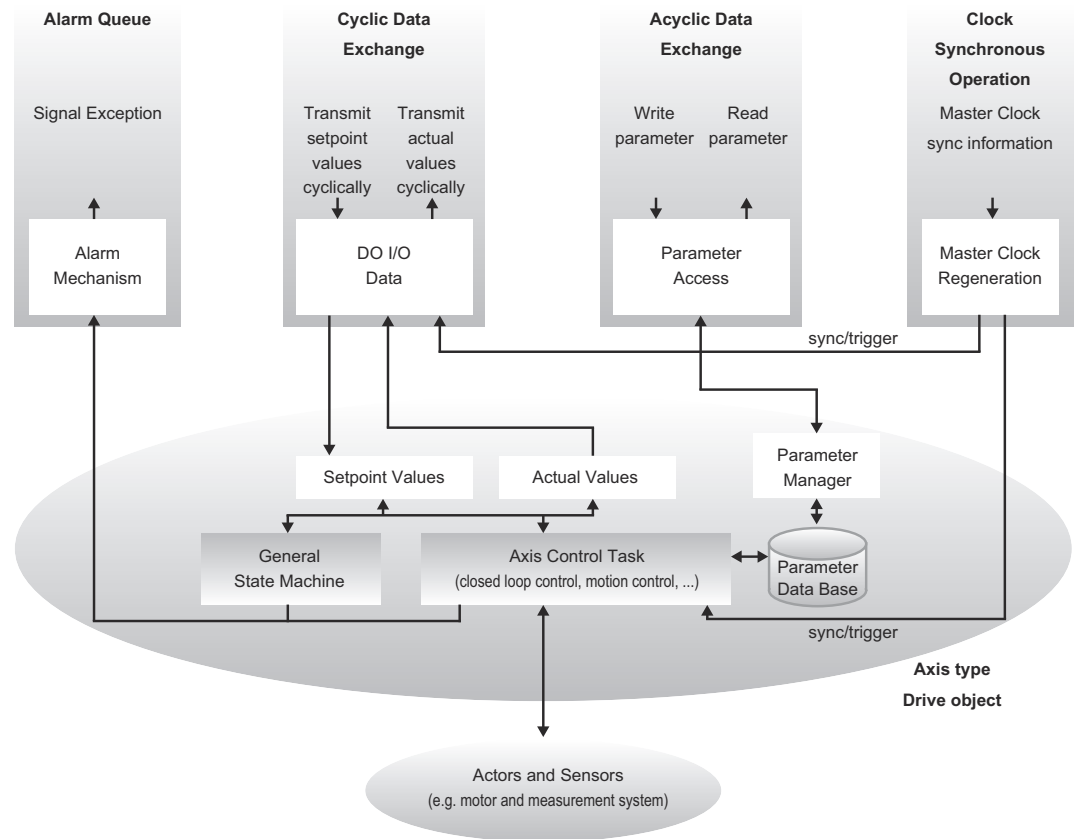 Alarm Queue
Signal Exception
Alarm
Mechanism
Cyclic Data
Exchange
Transmit
setpoint
values
cyclically
Transmit
actual
values
cyclically
DO I/O
Data
Acyclic Data
Exchange
Write
parameter
Read
parameter
Parameter
Access
Clock
Synchronous
Operation
Master Clock
sync information
Master Clock
Regeneration
sync/trigger
Setpoint Values
Actual Values
Parameter
Manager
General
State Machine
Axis Control Task
(closed loop control, motion control, ...)
Parameter
Data Base
sync/trigger
Axis type
Drive object
Actors and Sensors
(e.g. motor and measurement system)